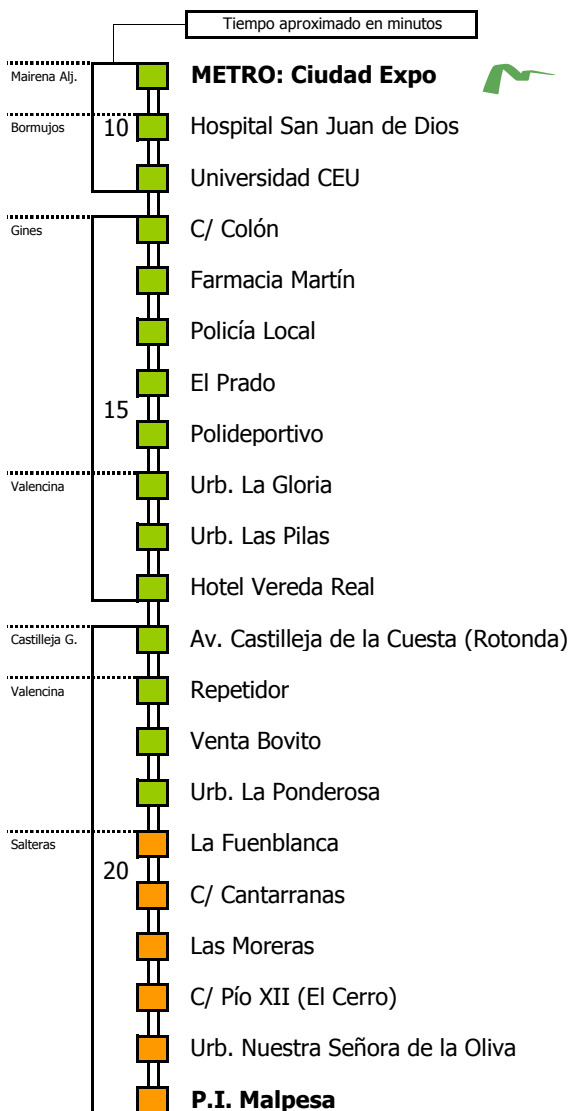 Tiempo aproximado en minutos
Mairena Alj.
METRO: Ciudad Expo
Bormujos
10
Hospital San Juan de Dios
Universidad CEU
Gines
C/ Colón
Farmacia Martín
Policía Local
El Prado
15
Polideportivo
Valencina
Urb. La Gloria
Urb. Las Pilas
Hotel Vereda Real
Castilleja G.
Av. Castilleja de la Cuesta (Rotonda)
Valencina
Repetidor
Venta Bovito
Urb. La Ponderosa
Salteras
La Fuenblanca
20
C/ Cantarranas
Las Moreras
C/ Pío XII (El Cerro)
Urb. Nuestra Señora de la Oliva
P.I. Malpesa